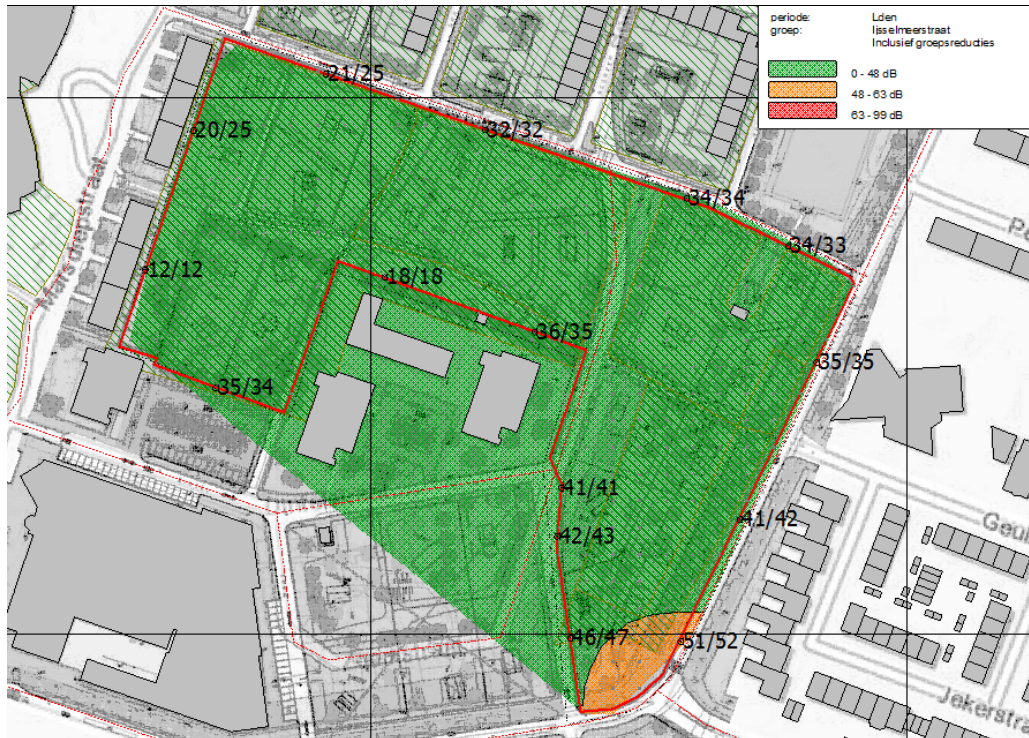 periode: Lden
groep: IJsselmeerstraat
Inclusief groepsreducties
0 - 48 dB
48 - 63 dB
63 - 99 dB
21/25
20/25
32/32
34/34
34/33
12/12
18/18
36/35
35/35
35/34
41/41
41/42
42/43
46/47
51/52
Geul
Jekerstra